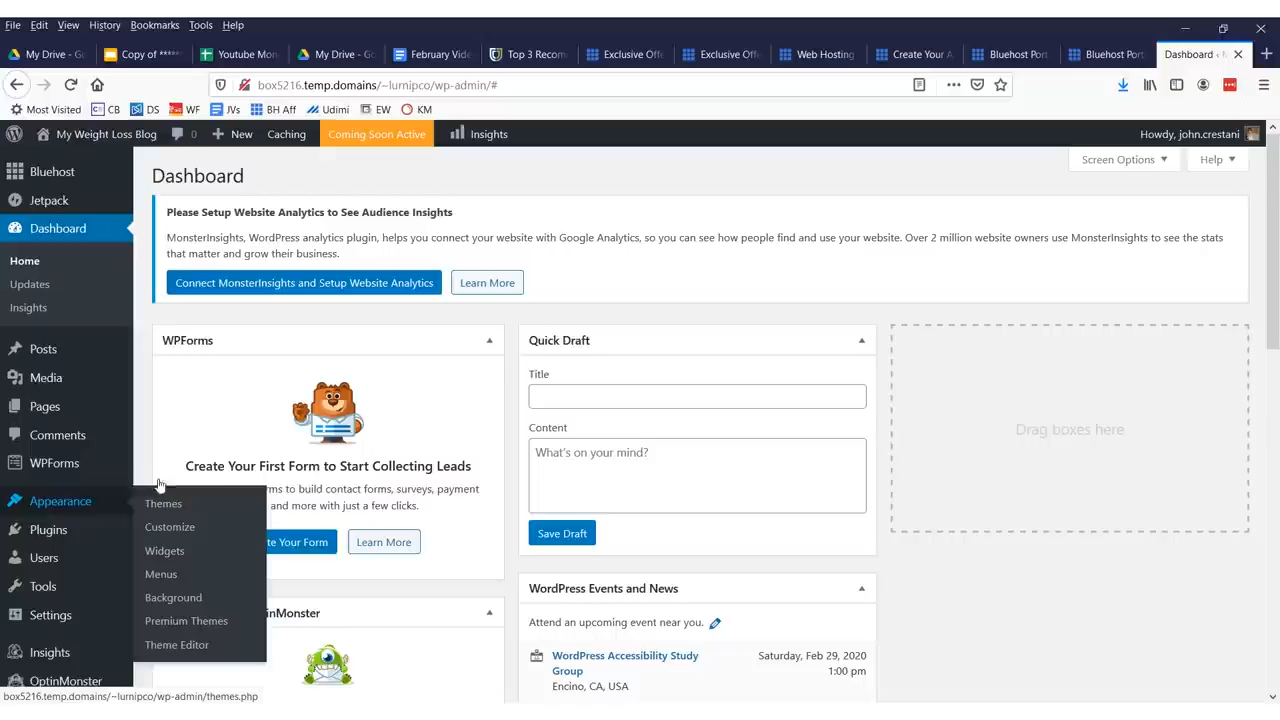 File Edit View History Bookmarks Tools Help
My Drive - Go
Copy of *****
Youtube Mon
My Drive - Go
February Vide
Top 3 Recom
Exclusive Offe
Exclusive Offe
Web Hosting
Create Your A
Bluehost Port
Bluehost Port
Dashboard ‹ M
box5216.temp.domains/~lurnipco/wp-admin/#
Most Visited CB DS WF JVs BH Aff Udimi EW KM
My Weight Loss Blog 0 New Caching Coming Soon Active Insights Howdy, john.crestani
Bluehost
Jetpack
Dashboard
Home
Updates
Insights
Posts
Media
Pages
Comments
WPForms
Appearance
Plugins
Users
Tools
Settings
Insights
OptinMonster
Themes
Customize
Widgets
Menus
Background
Premium Themes
Theme Editor
Screen Options Help
Dashboard
Please Setup Website Analytics to See Audience Insights
MonsterInsights, WordPress analytics plugin, helps you connect your website with Google Analytics, so you can see how people find and use your website. Over 2 million website owners use MonsterInsights to see the stats
that matter and grow their business.
Connect MonsterInsights and Setup Website Analytics Learn More
WPForms
Create Your First Form to Start Collecting Leads
rms to build contact forms, surveys, payment
and more with just a few clicks.
te Your Form Learn More
inMonster
Quick Draft
Title
Content
What's on your mind?
Save Draft
WordPress Events and News
Attend an upcoming event near you.
WordPress Accessibility Study
Group
Encino, CA, USA
Saturday, Feb 29, 2020
1:00 pm
Drag boxes here
box5216.temp.domains/~lurnipco/wp-admin/themes.php